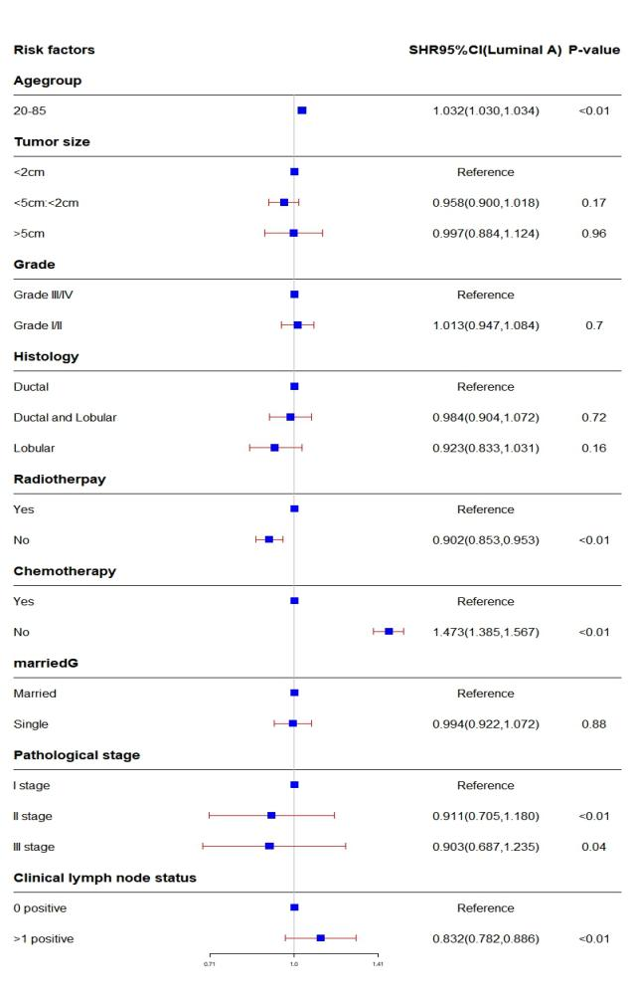 Risk factors SHR95%CI(Luminal A) P-value
Agegroup
20-85 1.032(1.030,1.034) <0.01
Tumor size
<2cm Reference
<5cm:<2cm 0.958(0.900,1.018) 0.17
>5cm 0.997(0.884,1.124) 0.96
Grade
Grade III/IV Reference
Grade I/II 1.013(0.947,1.084) 0.7
Histology
Ductal Reference
Ductal and Lobular 0.984(0.904,1.072) 0.72
Lobular 0.923(0.833,1.031) 0.16
Radiotherpay
Yes Reference
No 0.902(0.853,0.953) <0.01
Chemotherapy
Yes Reference
No 1.473(1.385,1.567) <0.01
marriedG
Married Reference
Single 0.994(0.922,1.072) 0.88
Pathological stage
I stage Reference
II stage 0.911(0.705,1.180) <0.01
III stage 0.903(0.687,1.235) 0.04
Clinical lymph node status
0 positive Reference
>1 positive 0.832(0.782,0.886) <0.01
0.71 1.0 1.41